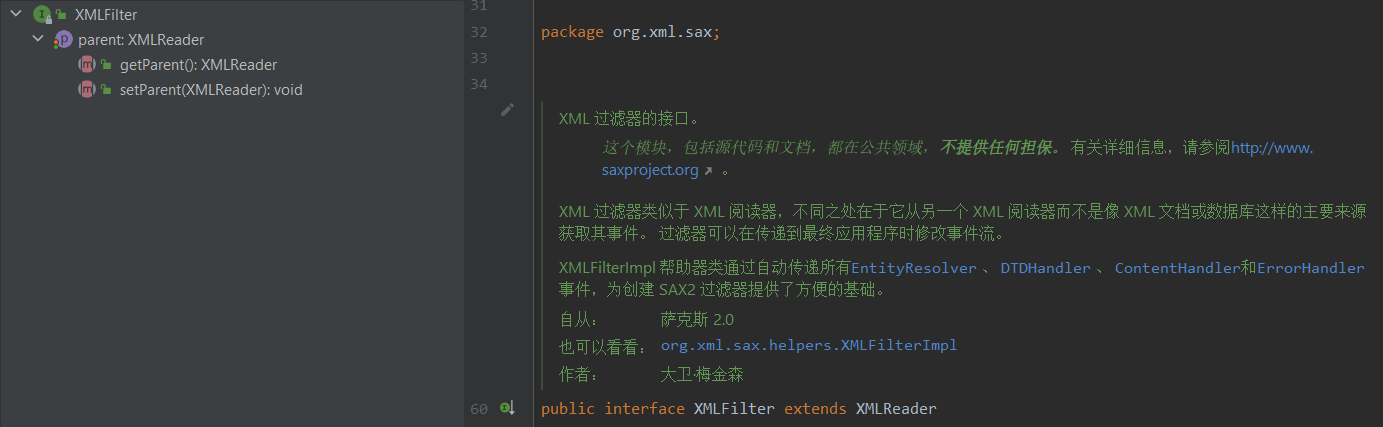 XMLFilter
parent: XMLReader
getParent(): XMLReader
setParent(XMLReader): void
31
32 package org.xml.sax;
33
34
XML 过滤器的接口。
这个模块，包括源代码和文档，都在公共领域，不提供任何担保。 有关详细信息，请参阅http://www.
saxproject.org 。
XML 过滤器类似于 XML 阅读器，不同之处在于它从另一个 XML 阅读器而不是像 XML 文档或数据库这样的主要来源
获取其事件。 过滤器可以在传递到最终应用程序时修改事件流。
XMLFilterImpl 帮助器类通过自动传递所有EntityResolver 、 DTDHandler 、 ContentHandler和ErrorHandler
事件，为创建 SAX2 过滤器提供了方便的基础。
自从： 萨克斯 2.0
也可以看看： org.xml.sax.helpers.XMLFilterImpl
作者： 大卫·梅金森
60 public interface XMLFilter extends XMLReader